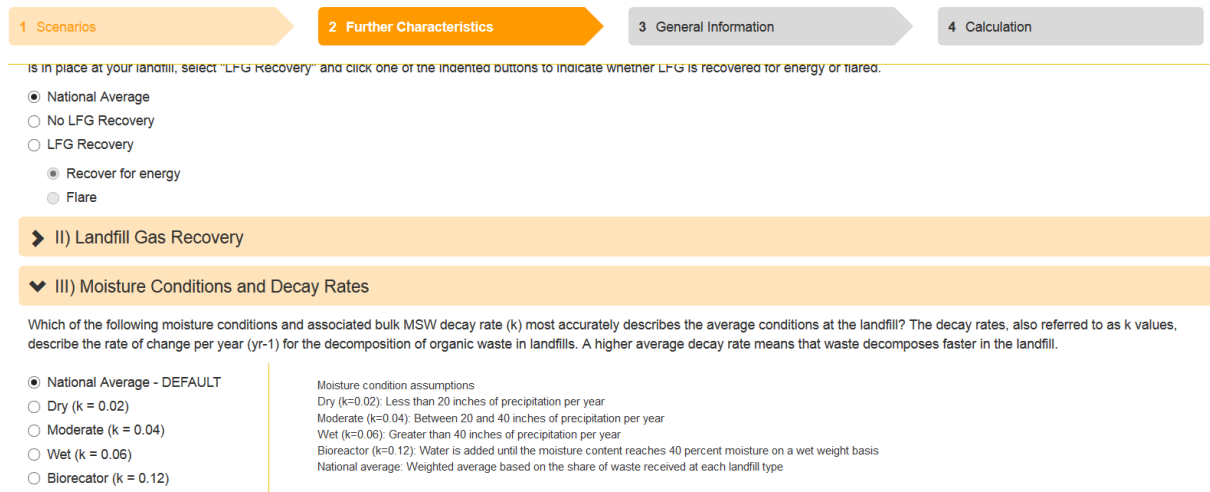 1 Scenarios
2 Further Characteristics
3 General Information
4 Calculation
is in place at your landfill, select "LFG Recovery" and click one of the indented buttons to indicate whether LFG is recovered for energy or flared.
National Average
No LFG Recovery
LFG Recovery
Recover for energy
Flare
II) Landfill Gas Recovery
III) Moisture Conditions and Decay Rates
Which of the following moisture conditions and associated bulk MSW decay rate (k) most accurately describes the average conditions at the landfill? The decay rates, also referred to as k values,
describe the rate of change per year (yr-1) for the decomposition of organic waste in landfills. A higher average decay rate means that waste decomposes faster in the landfill.
National Average - DEFAULT
Dry (k = 0.02)
Moderate (k = 0.04)
Wet (k = 0.06)
Biorecator (k = 0.12)
Moisture condition assumptions
Dry (k=0.02): Less than 20 inches of precipitation per year
Moderate (k=0.04): Between 20 and 40 inches of precipitation per year
Wet (k=0.06): Greater than 40 inches of precipitation per year
Bioreactor (k=0.12): Water is added until the moisture content reaches 40 percent moisture on a wet weight basis
National average: Weighted average based on the share of waste received at each landfill type